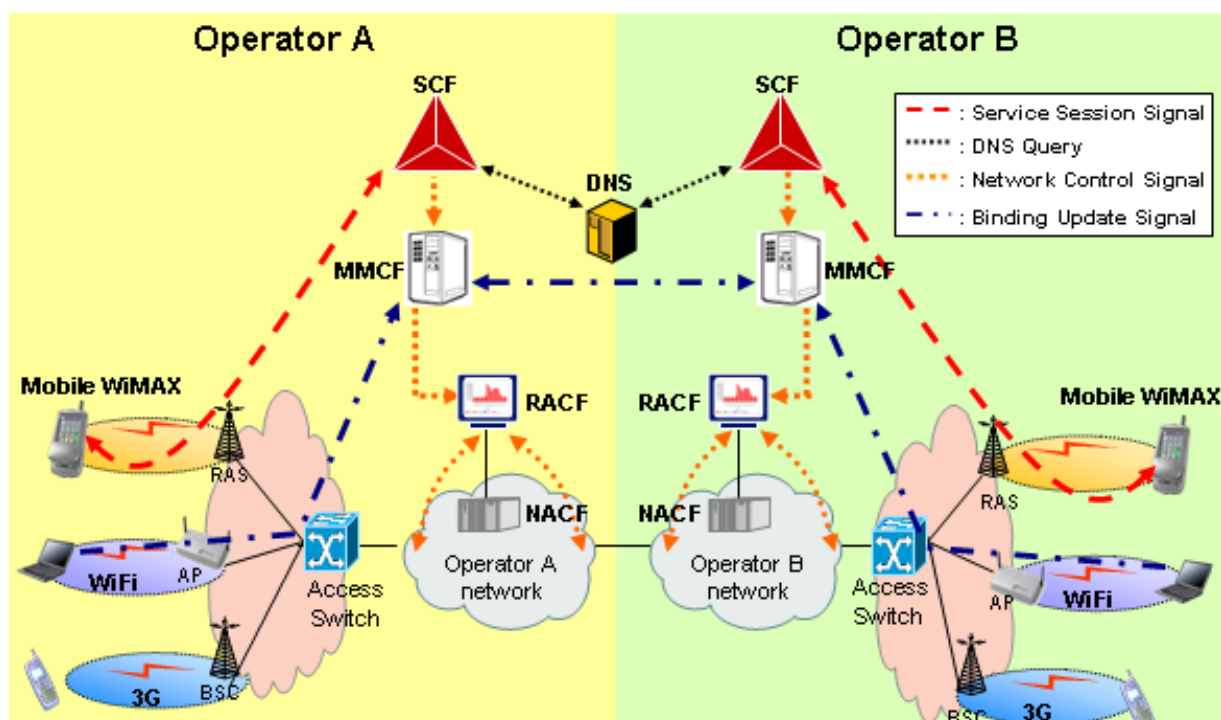 Operator A
Operator B
SCF
SCF
: Service Session Signal
: DNS Query
: Network Control Signal
: Binding Update Signal
DNS
MMCF
MMCF
Mobile WiMAX
RACF
RACF
Mobile WiMAX
RAS
RAS
NACF
NACF
Operator A
network
Operator B
network
AP
WiFi
Access
Switch
Access
Switch
AP
WiFi
BSC
3G
BSC
3G